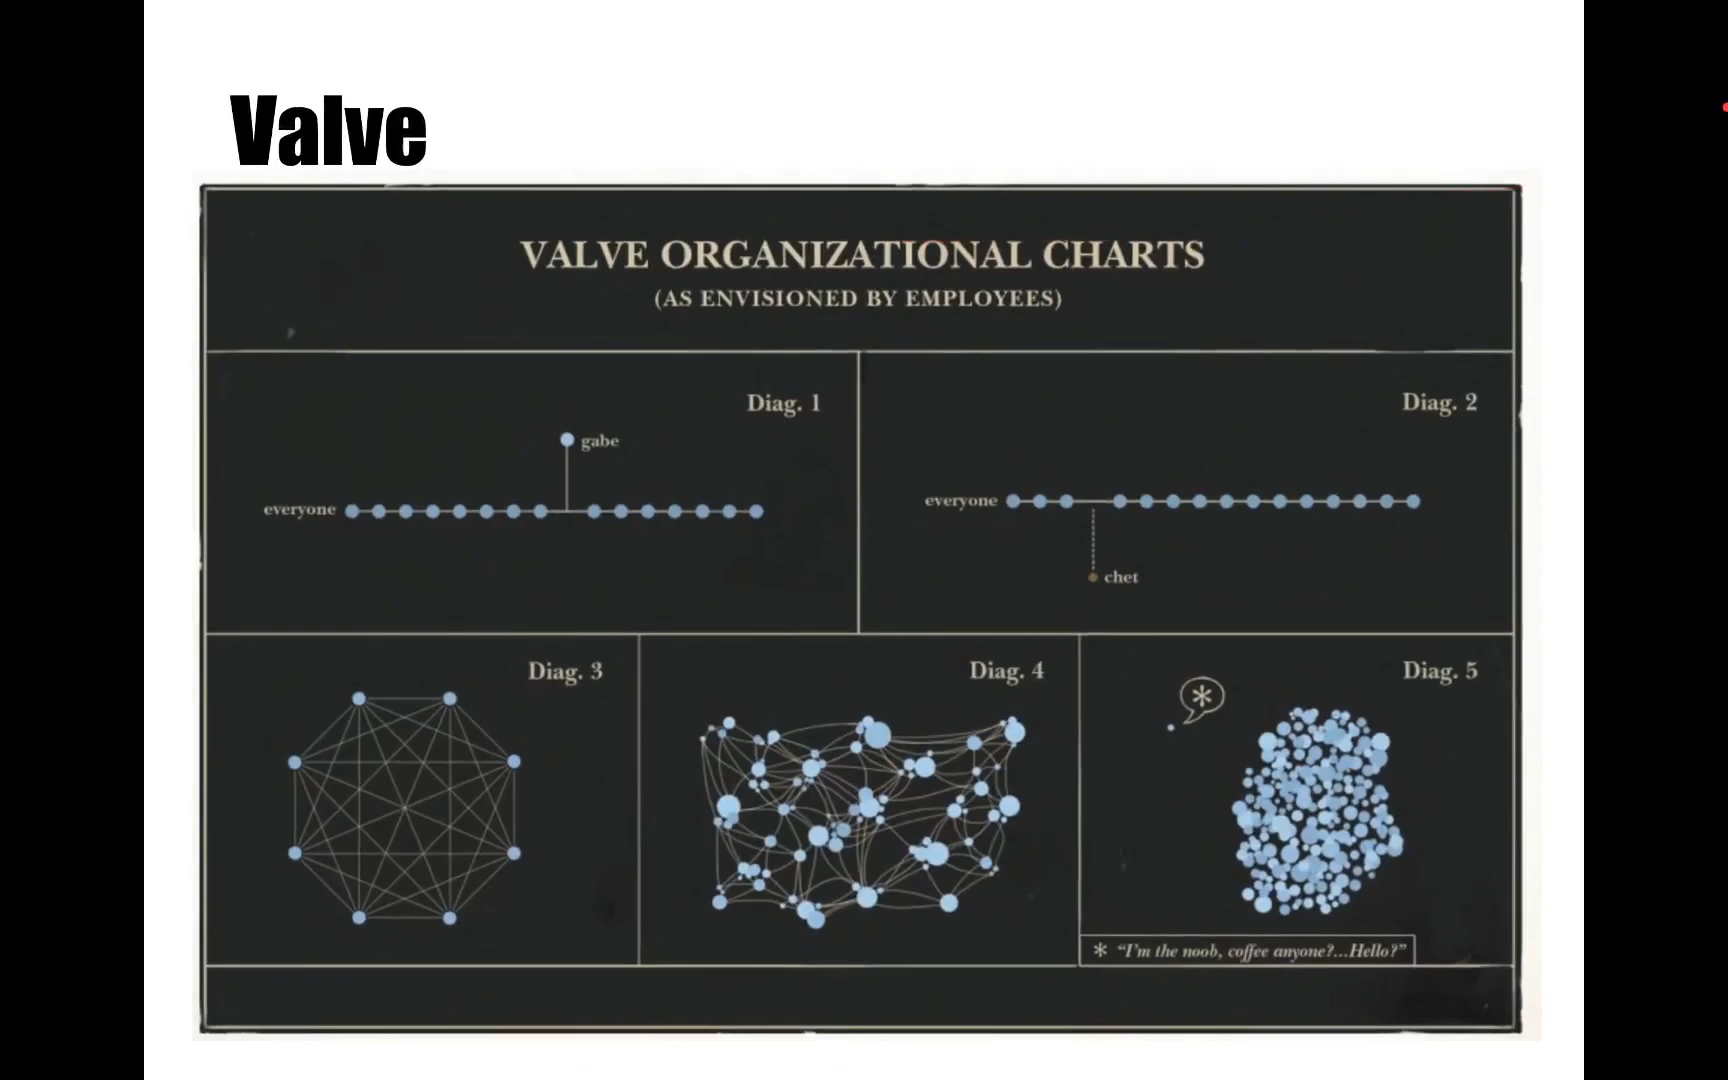 Valve
VALVE ORGANIZATIONAL CHARTS
(AS ENVISIONED BY EMPLOYEES)
Diag. 1
gabe
everyone
Diag. 2
everyone
chet
Diag. 3
Diag. 4
Diag. 5
*
* “I’m the noob, coffee anyone?...Hello?”